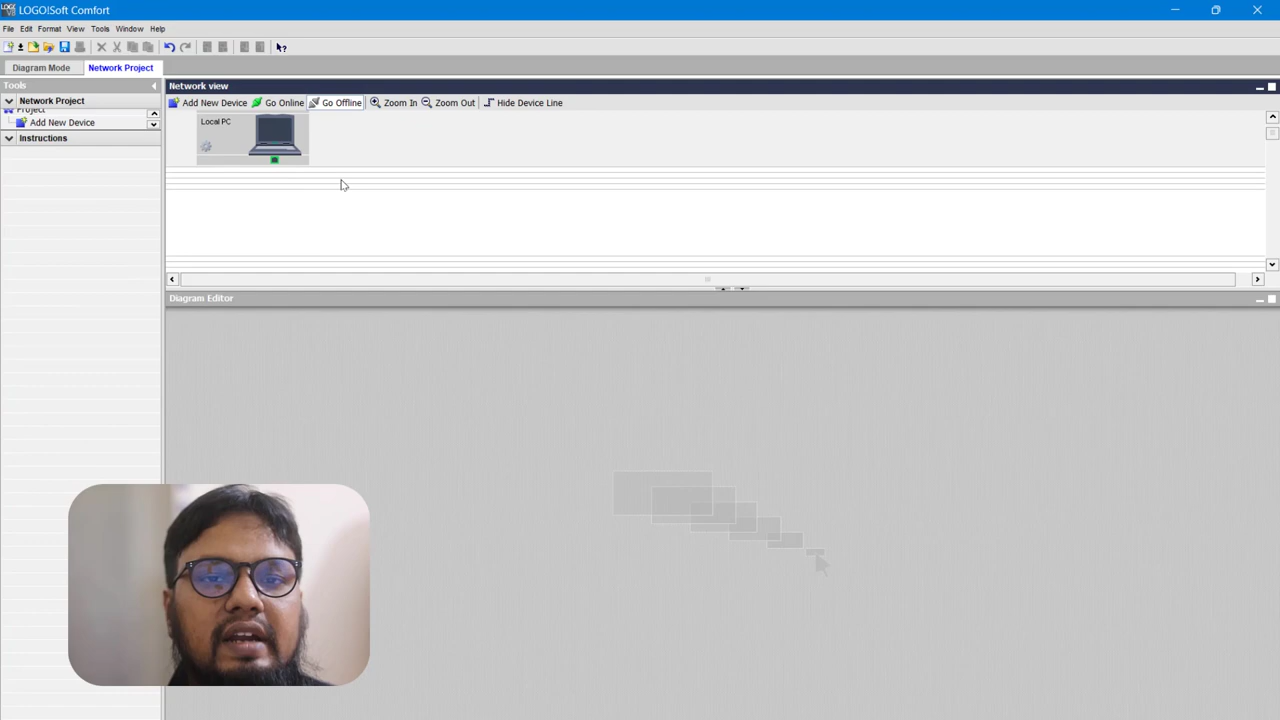 LOGO!Soft Comfort
File Edit Format View Tools Window Help
Diagram Mode Network Project
Tools
Network Project
Project
Add New Device
Instructions
Network view
Add New Device Go Online Go Offline Zoom In Zoom Out Hide Device Line
Local PC
Diagram Editor